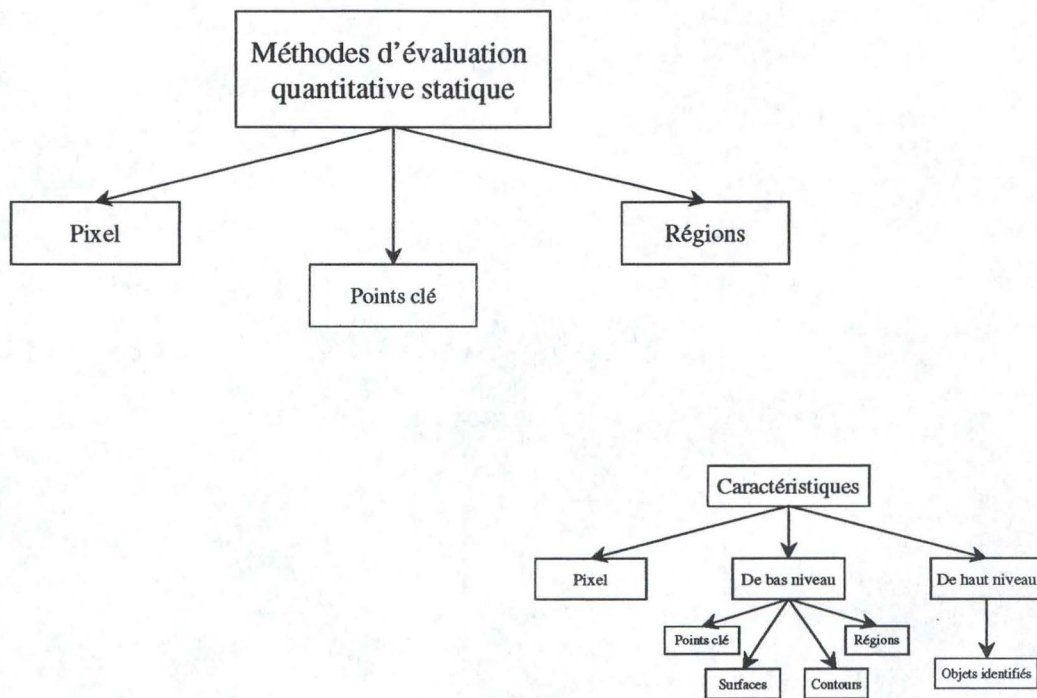 Méthodes d'évaluation
quantitative statique
Pixel
Régions
Points clé
Caractéristiques
Pixel
De bas niveau
De haut niveau
Points clé
Régions
Surfaces
Contours
Objets identifiés